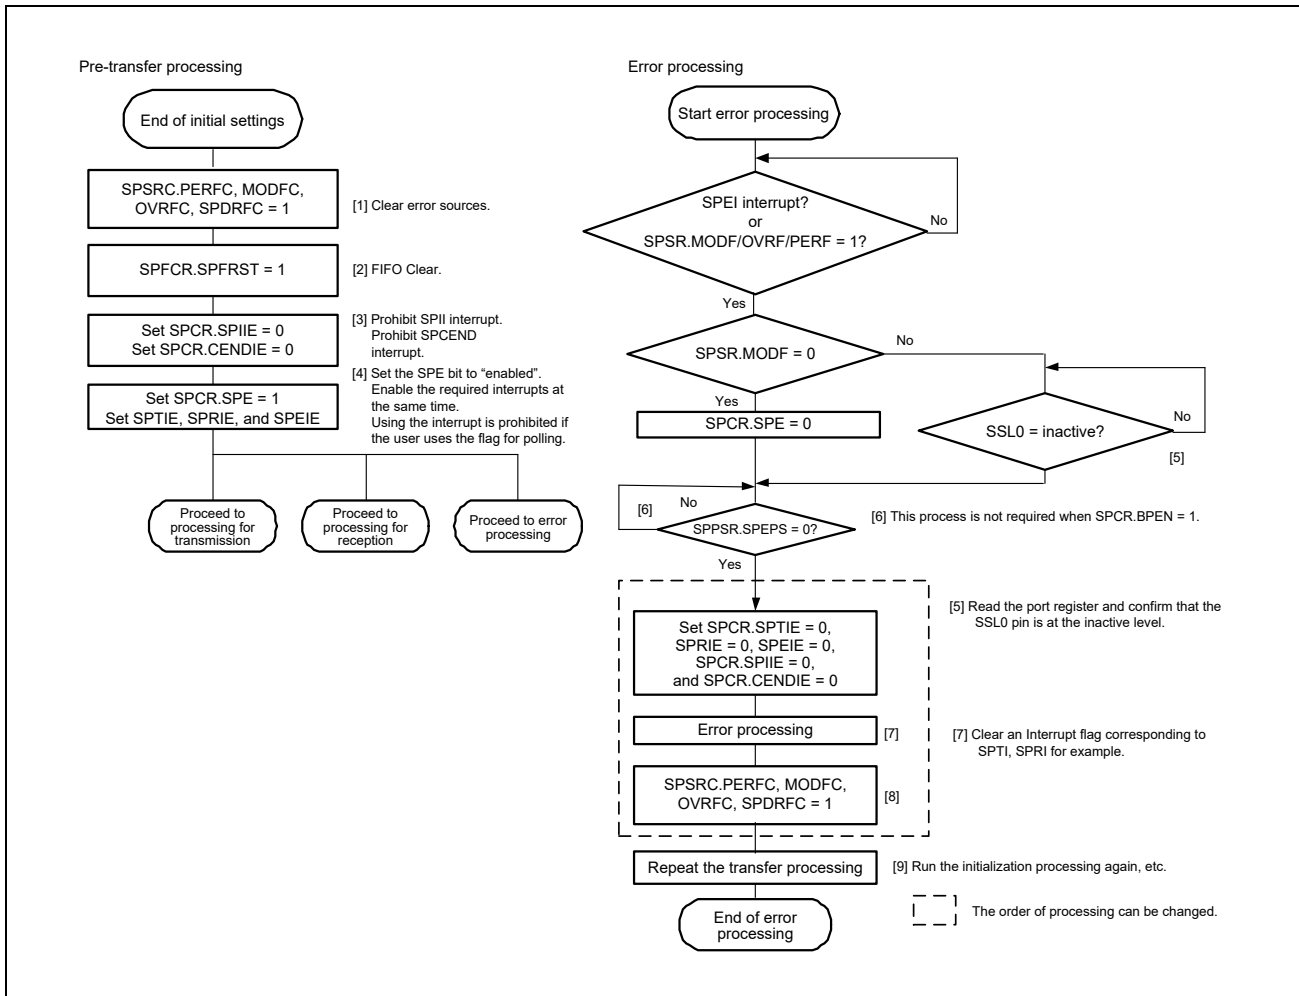 Pre-transfer processing
End of initial settings
SPSRC.PERFC, MODFC,
OVRFC, SPDRFC = 1
[1] Clear error sources.
SPFCR.SPFRST = 1
[2] FIFO Clear.
Set SPCR.SPIIE = 0
Set SPCR.CENDIE = 0
[3] Prohibit SPII interrupt.
Prohibit SPCEND
interrupt.
Set SPCR.SPE = 1
Set SPTIE, SPRIE, and SPEIE
[4] Set the SPE bit to “enabled”.
Enable the required interrupts at
the same time.
Using the interrupt is prohibited if
the user uses the flag for polling.
Proceed to
processing for
transmission
Proceed to
processing for
reception
Proceed to error
processing
Error processing
Start error processing
SPEI interrupt?
or
SPSR.MODF/OVRF/PERF = 1?
No
Yes
SPSR.MODF = 0
No
Yes
SPCR.SPE = 0
SSL0 = inactive?
No
[5]
No
[6]
SPPSR.SPEPS = 0?
[6] This process is not required when SPCR.BPEN = 1.
Yes
Set SPCR.SPTIE = 0,
SPRIE = 0, SPEIE = 0,
SPCR.SPIIE = 0,
and SPCR.CENDIE = 0
[5] Read the port register and confirm that the
SSL0 pin is at the inactive level.
Error processing
[7]
[7] Clear an Interrupt flag corresponding to
SPTI, SPRI for example.
SPSRC.PERFC, MODFC,
OVRFC, SPDRFC = 1
[8]
Repeat the transfer processing
[9] Run the initialization processing again, etc.
End of error
processing
The order of processing can be changed.